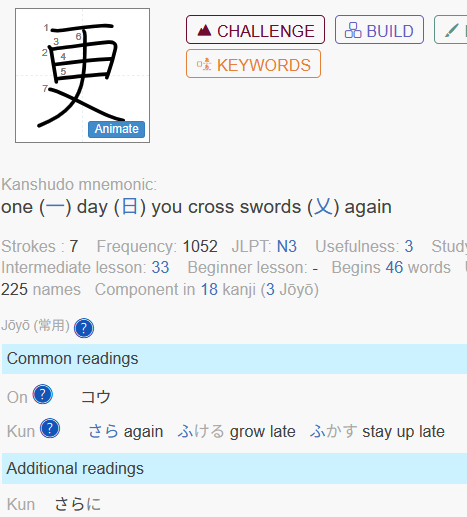 更
1
2
3
4
5
6
7
Animate
CHALLENGE
BUILD
KEYWORDS
Kanshudo mnemonic:
one (一) day (日) you cross swords (乂) again
Strokes : 7 Frequency: 1052 JLPT: N3 Usefulness: 3 Study
Intermediate lesson: 33 Beginner lesson: - Begins 46 words
225 names Component in 18 kanji (3 Jōyō)
Jōyō (常用) ?
Common readings
On ? コウ
Kun ? さら again ふける grow late ふかす stay up late
Additional readings
Kun さらに